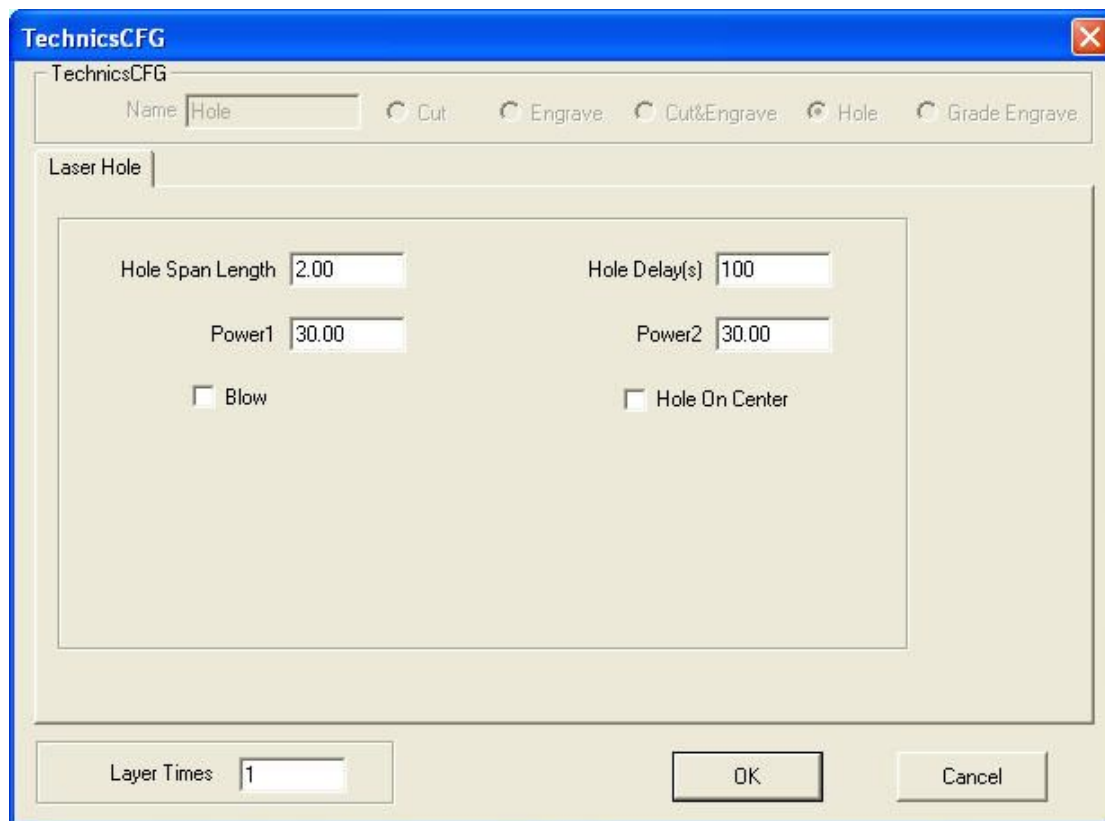 TechnicsCFG
TechnicsCFG
Name Hole Cut Engrave Cut&Engrave Hole Grade Engrave
Laser Hole
Hole Span Length 2.00 Hole Delay(s) 100
Power1 30.00 Power2 30.00
Blow Hole On Center
Layer Times 1 OK Cancel